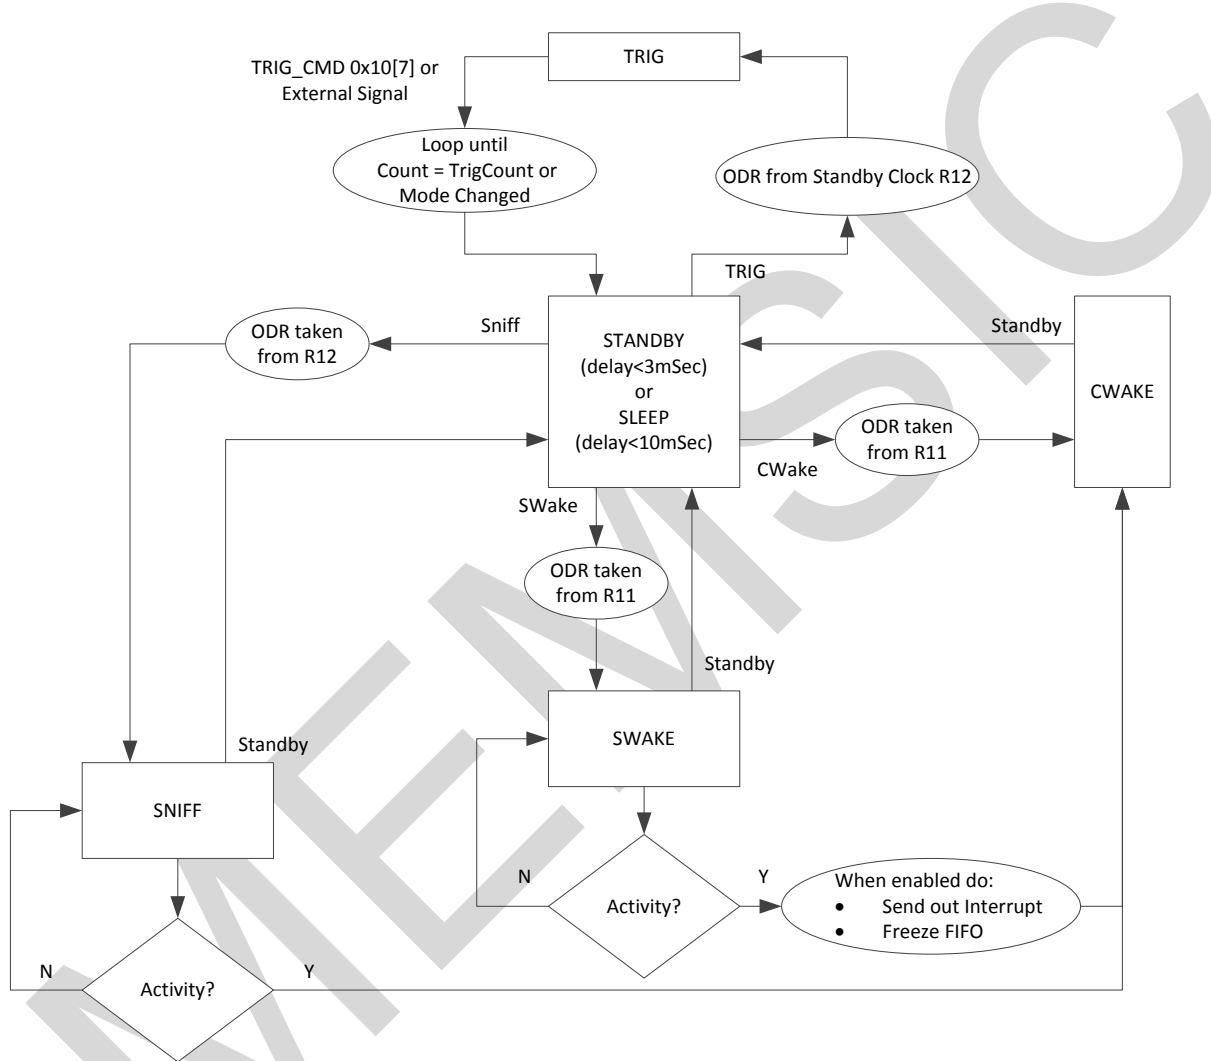 TRIG
TRIG_CMD 0x10[7] or
External Signal
Loop until
Count = TrigCount or
Mode Changed
ODR from Standby Clock R12
TRIG
ODR taken
from R12
Sniff
STANDBY
(delay<3mSec)
or
SLEEP
(delay<10mSec)
Standby
CWAKE
ODR taken
from R11
CWake
SWake
ODR taken
from R11
Standby
SWAKE
Standby
SNIFF
N
Activity?
Y
When enabled do:
• Send out Interrupt
• Freeze FIFO
N
Activity?
Y
MEMSIC